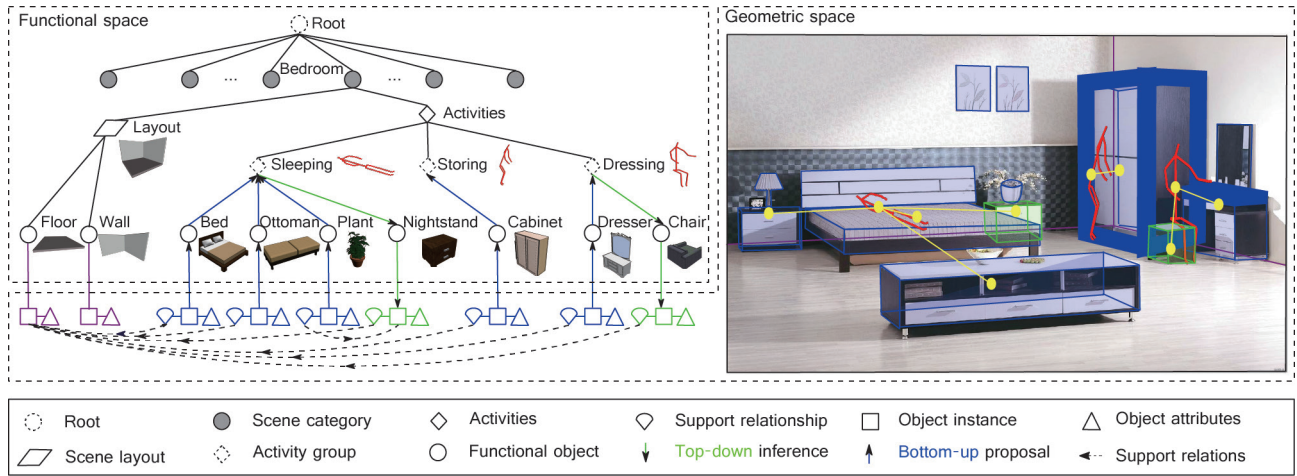 Functional space
Geometric space
Root
...
Bedroom
...
Layout
Activities
Sleeping
Storing
Dressing
Floor
Wall
Bed
Ottoman
Plant
Nightstand
Cabinet
Dresser
Chair
Root
Scene category
Activities
Support relationship
Object instance
Object attributes
Scene layout
Activity group
Functional object
Top-down inference
Bottom-up proposal
Support relations